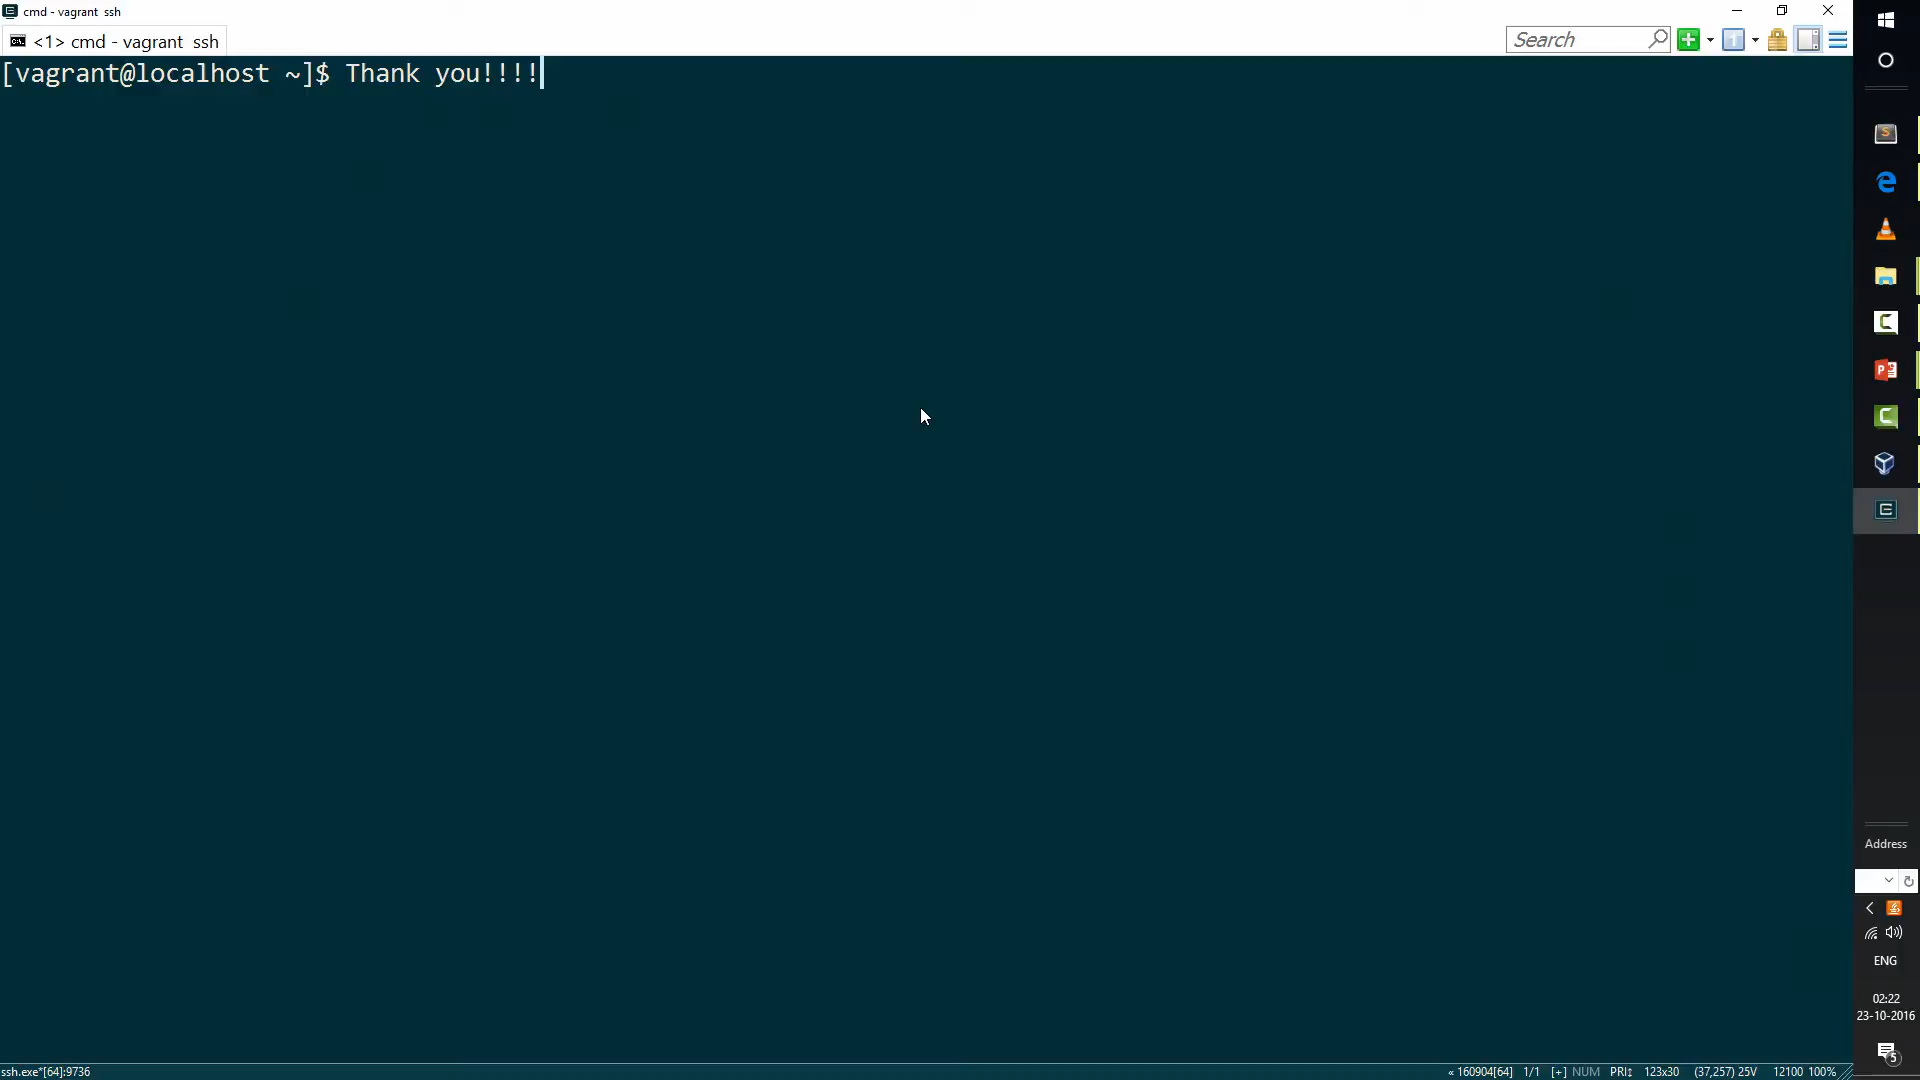 cmd - vagrant  ssh
<1> cmd - vagrant  ssh
Search
[vagrant@localhost ~]$ Thank you!!!!
Address
ENG
02:22
23-10-2016
5
ssh.exe*[64]:9736
« 160904[64] 1/1 [+] NUM PRI↕ 123x30 (37,257) 25V 12100 100%